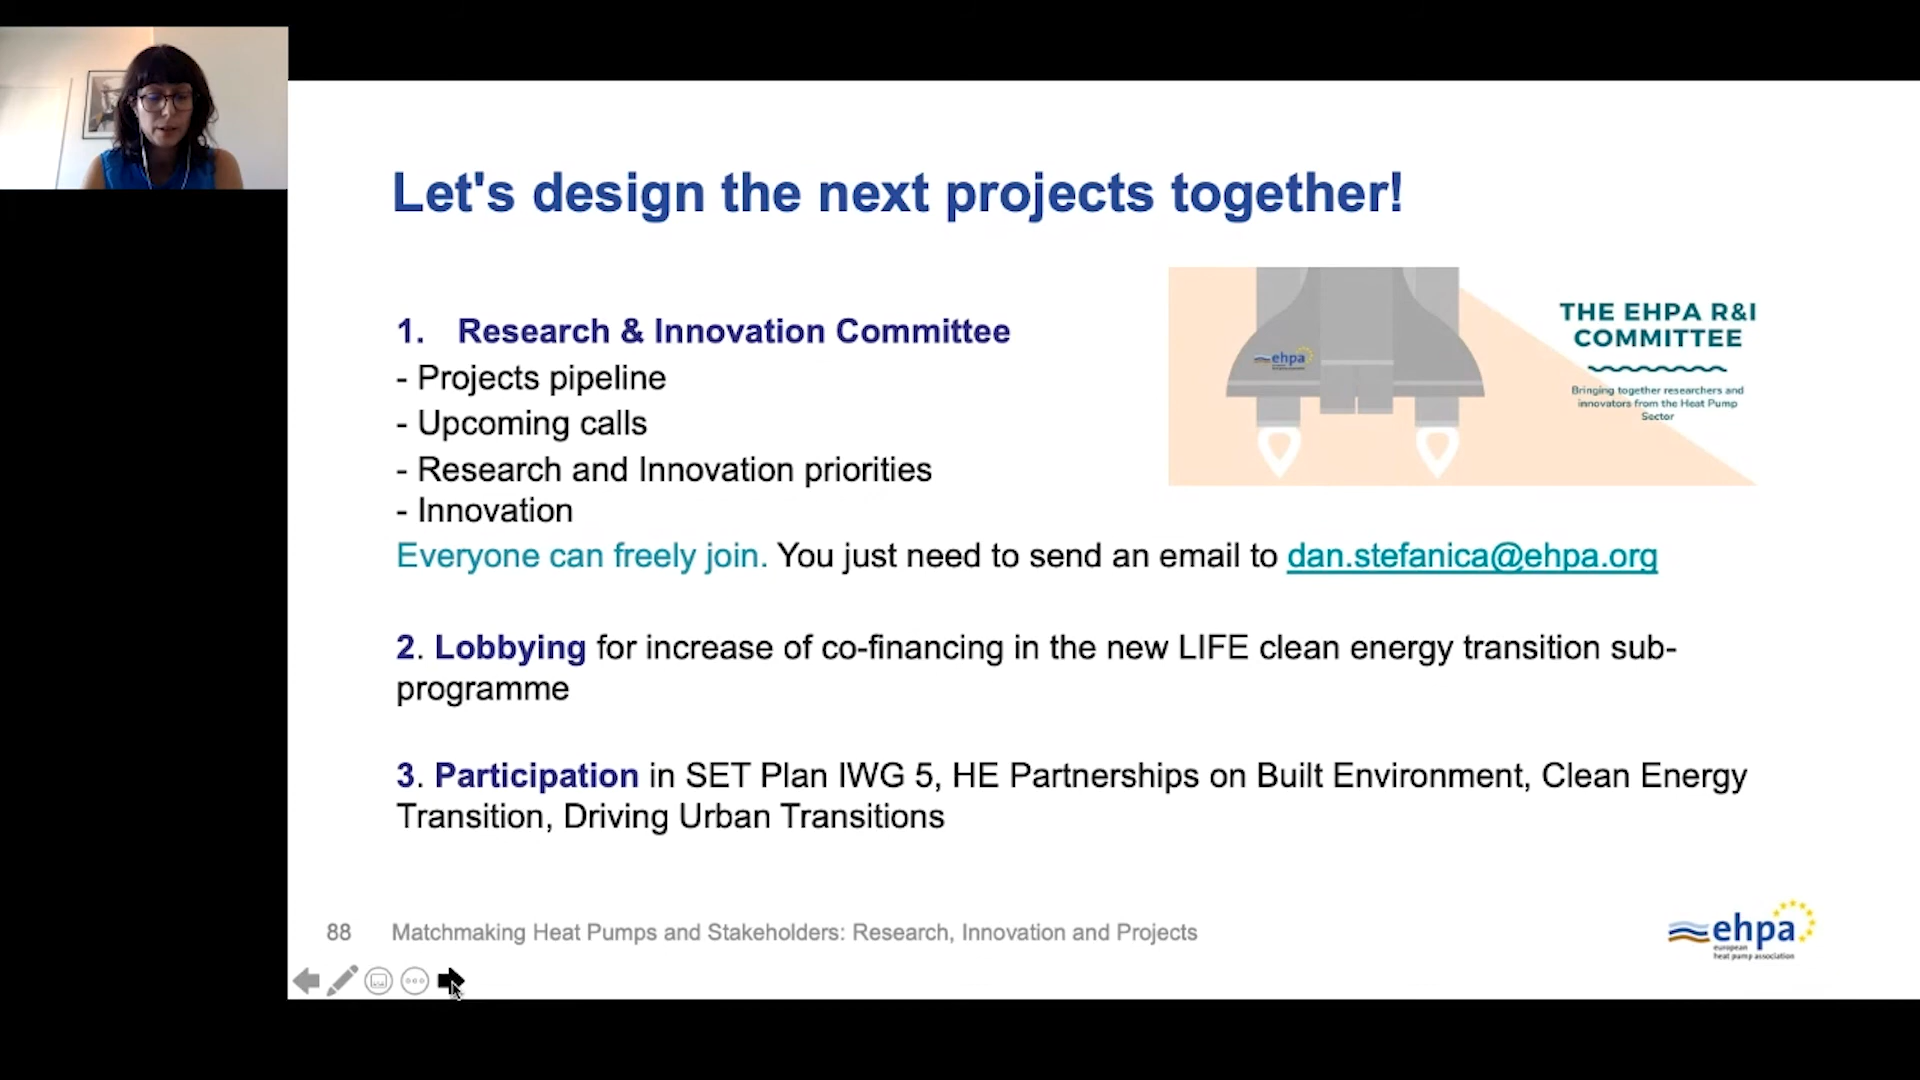 Let's design the next projects together!
1. Research & Innovation Committee
- Projects pipeline
- Upcoming calls
- Research and Innovation priorities
- Innovation
Everyone can freely join. You just need to send an email to dan.stefanica@ehpa.org
2. Lobbying for increase of co-financing in the new LIFE clean energy transition sub-
programme
3. Participation in SET Plan IWG 5, HE Partnerships on Built Environment, Clean Energy
Transition, Driving Urban Transitions
ehpa
THE EHPA R&I
COMMITTEE
Bringing together researchers and
innovators from the Heat Pump
Sector
88 Matchmaking Heat Pumps and Stakeholders: Research, Innovation and Projects
ehpa
european
heat pump association